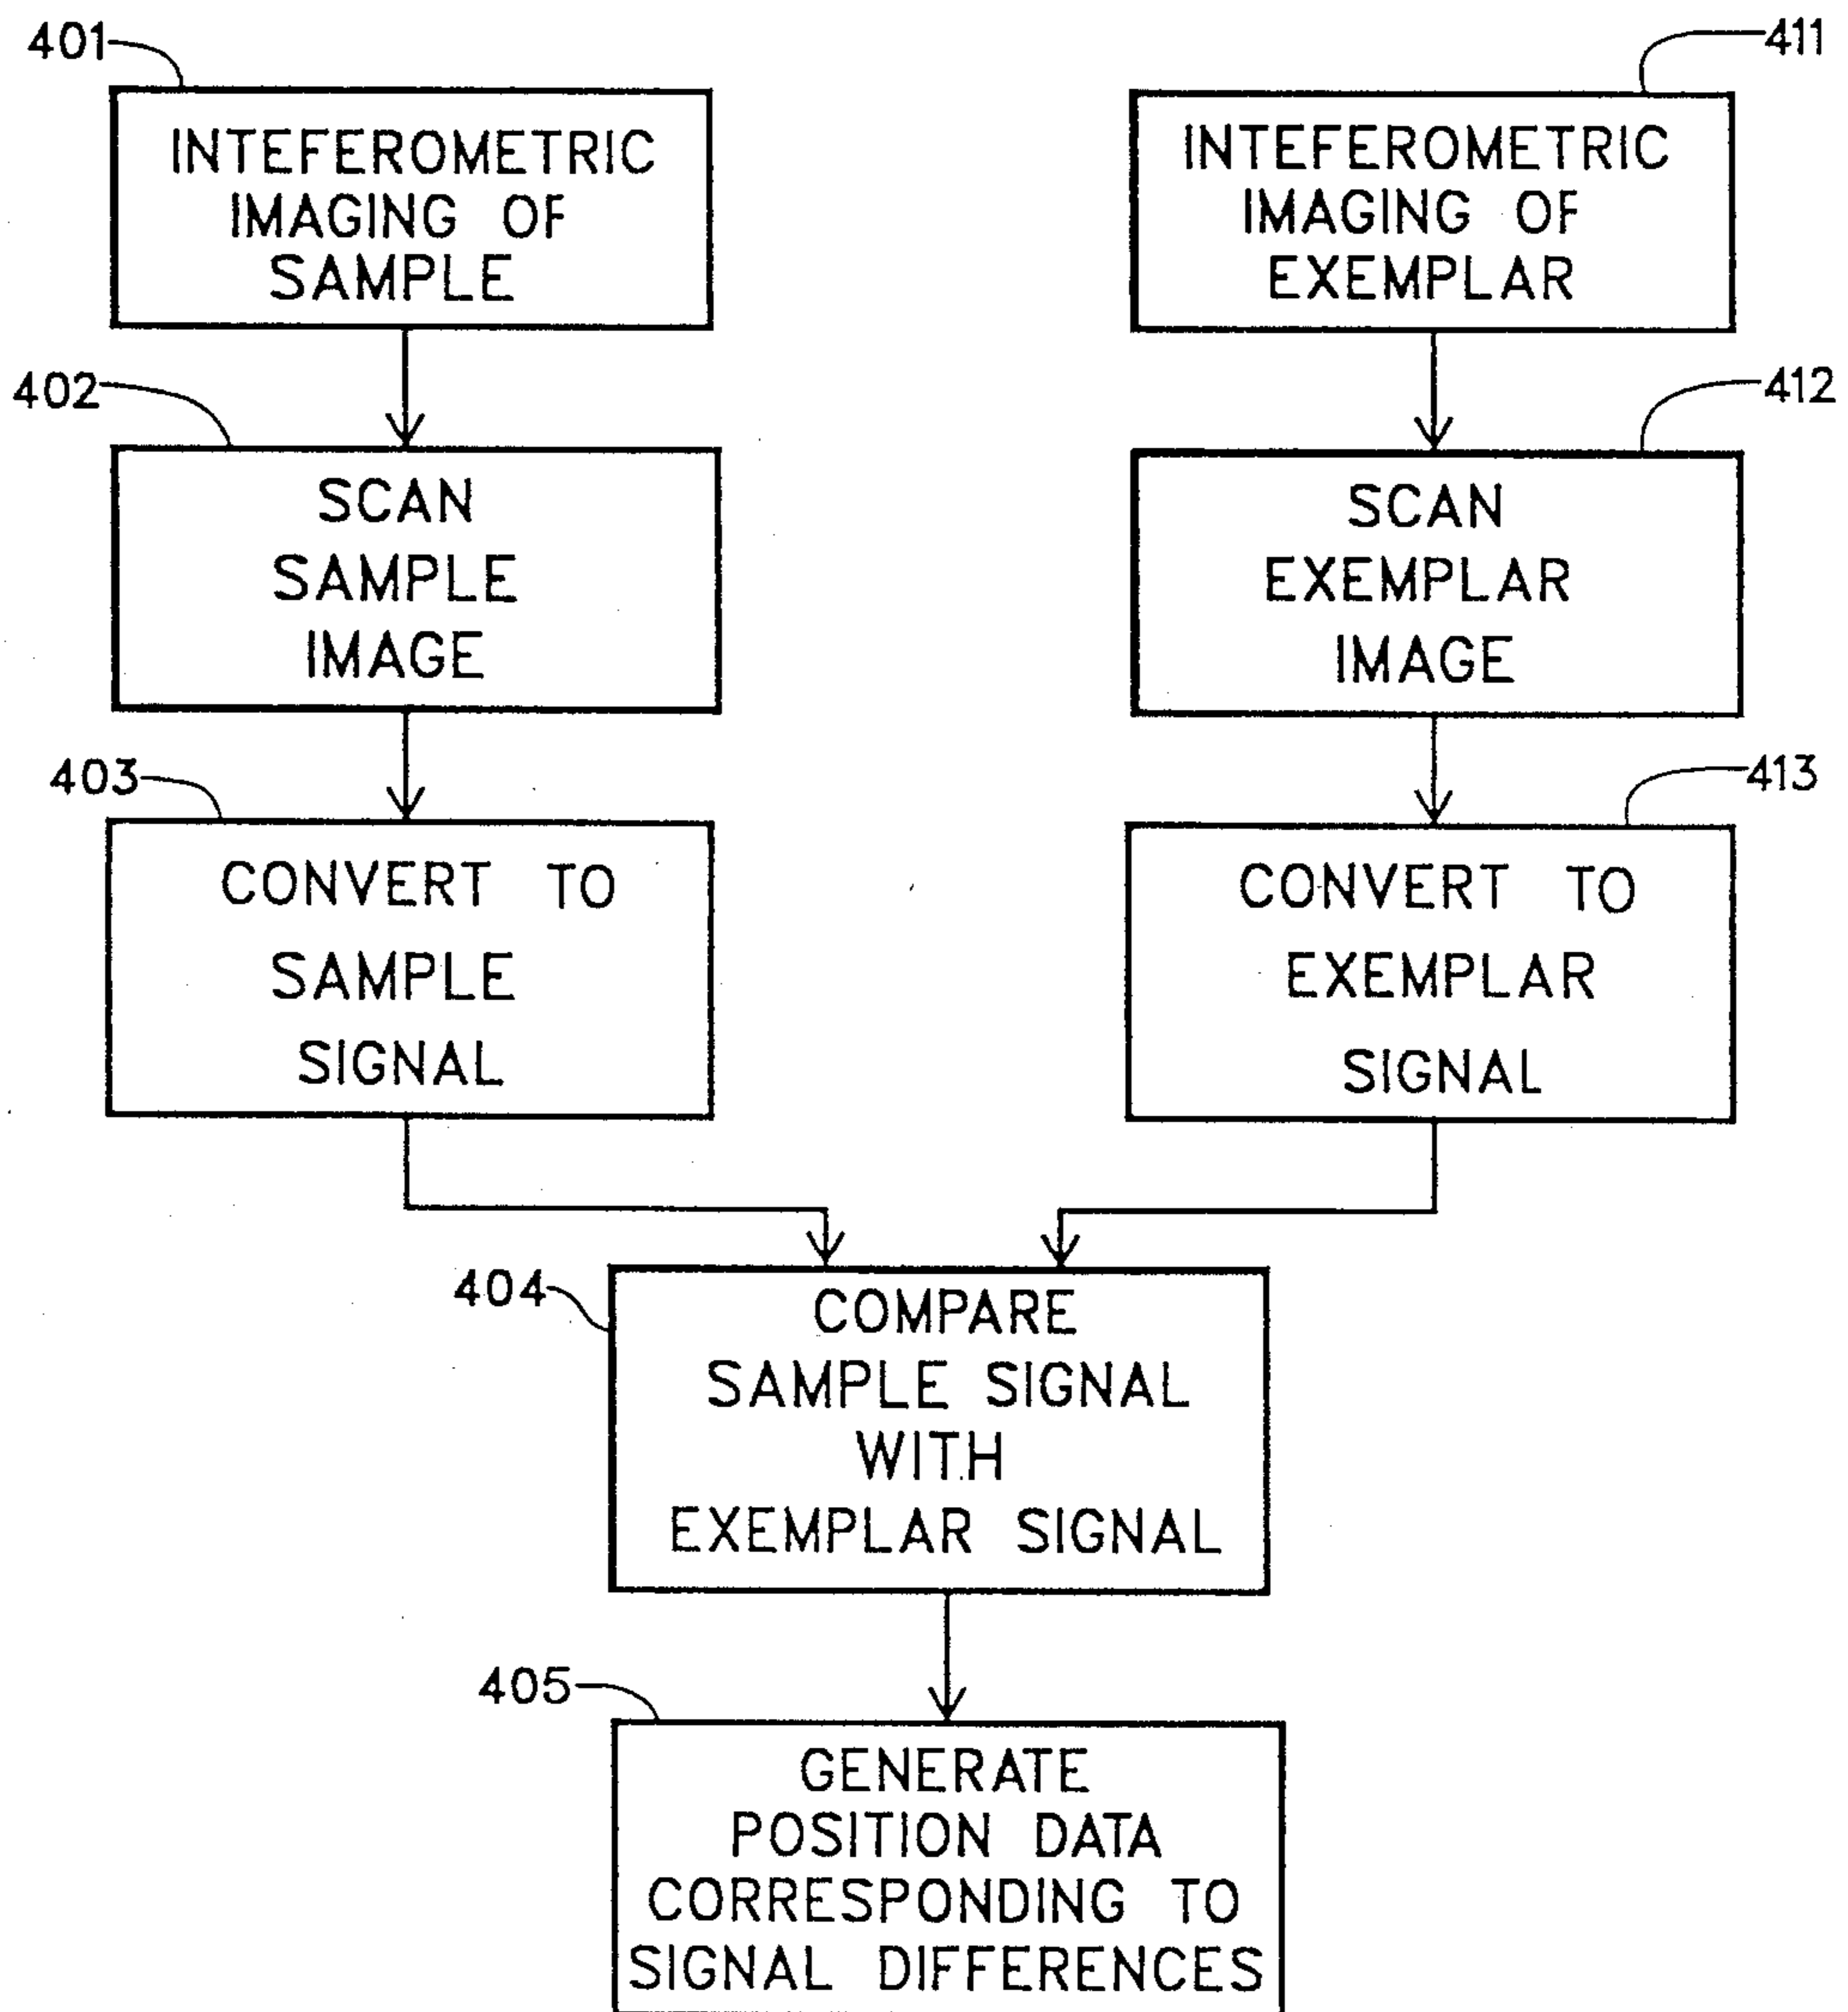 401
INTEFEROMETRIC
IMAGING OF
SAMPLE
411
INTEFEROMETRIC
IMAGING OF
EXEMPLAR
402
SCAN
SAMPLE
IMAGE
412
SCAN
EXEMPLAR
IMAGE
403
CONVERT TO
SAMPLE
SIGNAL
413
CONVERT TO
EXEMPLAR
SIGNAL
404
COMPARE
SAMPLE SIGNAL
WITH
EXEMPLAR SIGNAL
405
GENERATE
POSITION DATA
CORRESPONDING TO
SIGNAL DIFFERENCES